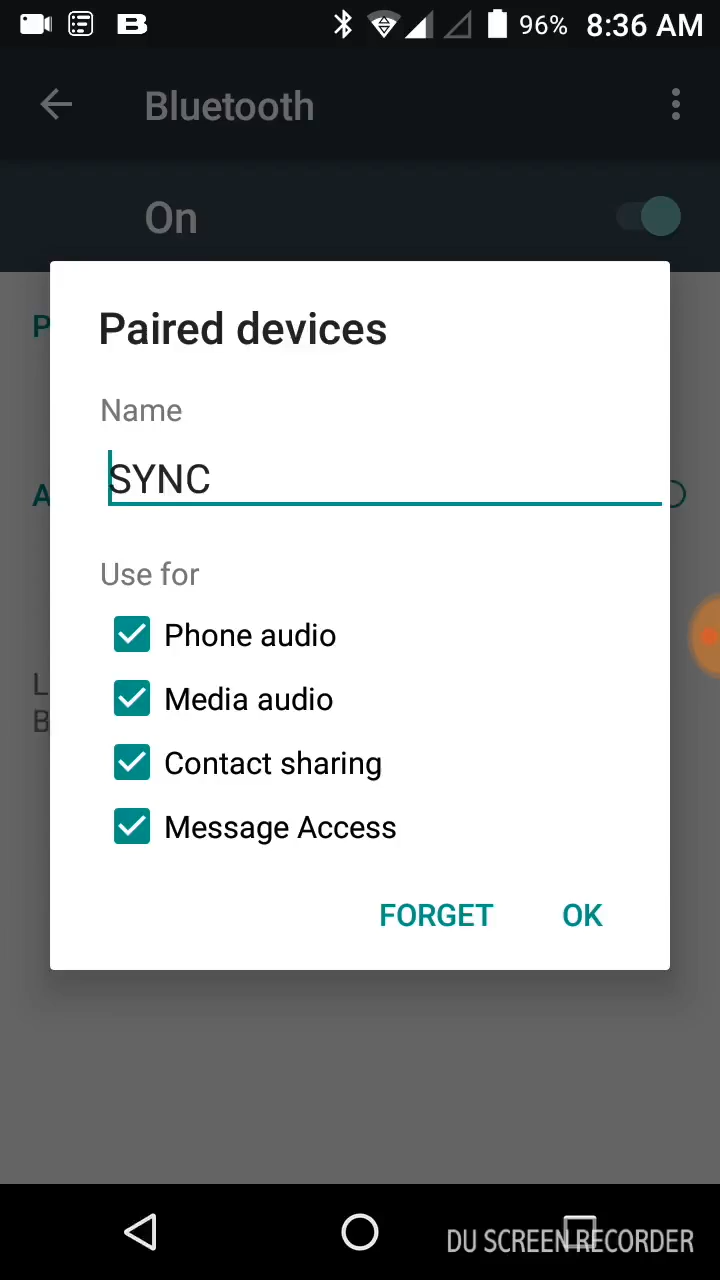 B 96% 8:36 AM
Bluetooth
On
P
Paired devices
Name
SYNC
A
Use for
Phone audio
Media audio
L
B
Contact sharing
Message Access
FORGET OK
DU SCREEN RECORDER